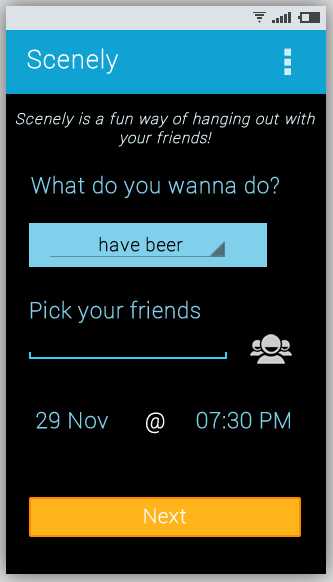 Scenely
Scenely is a fun way of hanging out with
your friends!
What do you wanna do?
have beer
Pick your friends
29 Nov @ 07:30 PM
Next